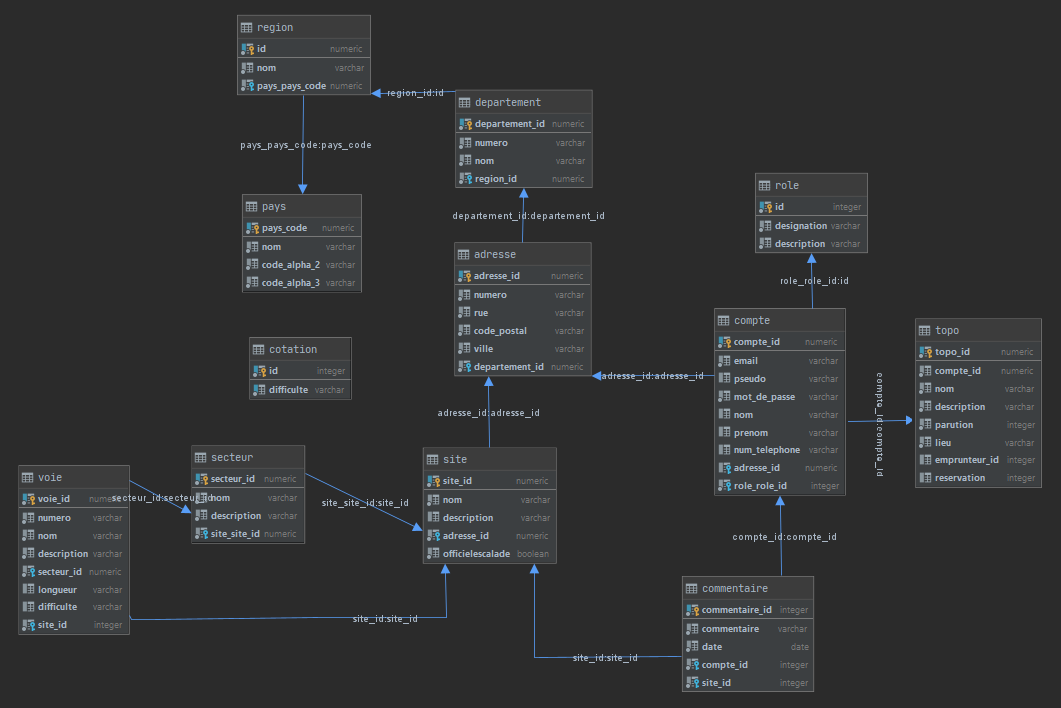 region
id numeric
nom varchar
pays_pays_code numeric
region_id:id
departement
departement_id numeric
numero varchar
nom varchar
region_id numeric
pays_pays_code:pays_code
pays
pays_code numeric
nom varchar
code_alpha_2 varchar
code_alpha_3 varchar
departement_id:departement_id
role
id integer
designation varchar
description varchar
role_role_id:id
adresse
adresse_id numeric
numero varchar
rue varchar
code_postal varchar
ville varchar
departement_id numeric
adresse_id:adresse_id
compte
compte_id numeric
email varchar
pseudo varchar
mot_de_passe varchar
nom varchar
prenom varchar
num_telephone varchar
adresse_id numeric
role_role_id integer
compte_id:compte_id
topo
topo_id numeric
compte_id numeric
nom varchar
description varchar
parution integer
lieu varchar
emprunteur_id integer
reservation integer
cotation
id integer
difficulte varchar
adresse_id:adresse_id
voie
voie_id
numero varchar
nom varchar
description varchar
secteur_id numeric
longueur varchar
difficulte varchar
site_id integer
secteur
secteur_id numeric
nom varchar
description varchar
site_site_id numeric
site_site_id:site_id
site
site_id numeric
nom varchar
description varchar
adresse_id numeric
officielescalade boolean
site_id:site_id
compte_id:compte_id
commentaire
commentaire_id integer
commentaire varchar
date date
compte_id integer
site_id integer
site_id:site_id